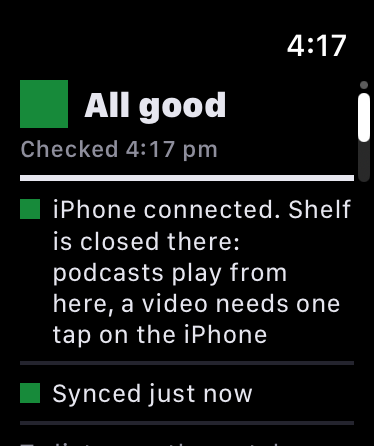 4:17
All good
Checked 4:17 pm
iPhone connected. Shelf
is closed there:
podcasts play from
here, a video needs one
tap on the iPhone
Synced just now